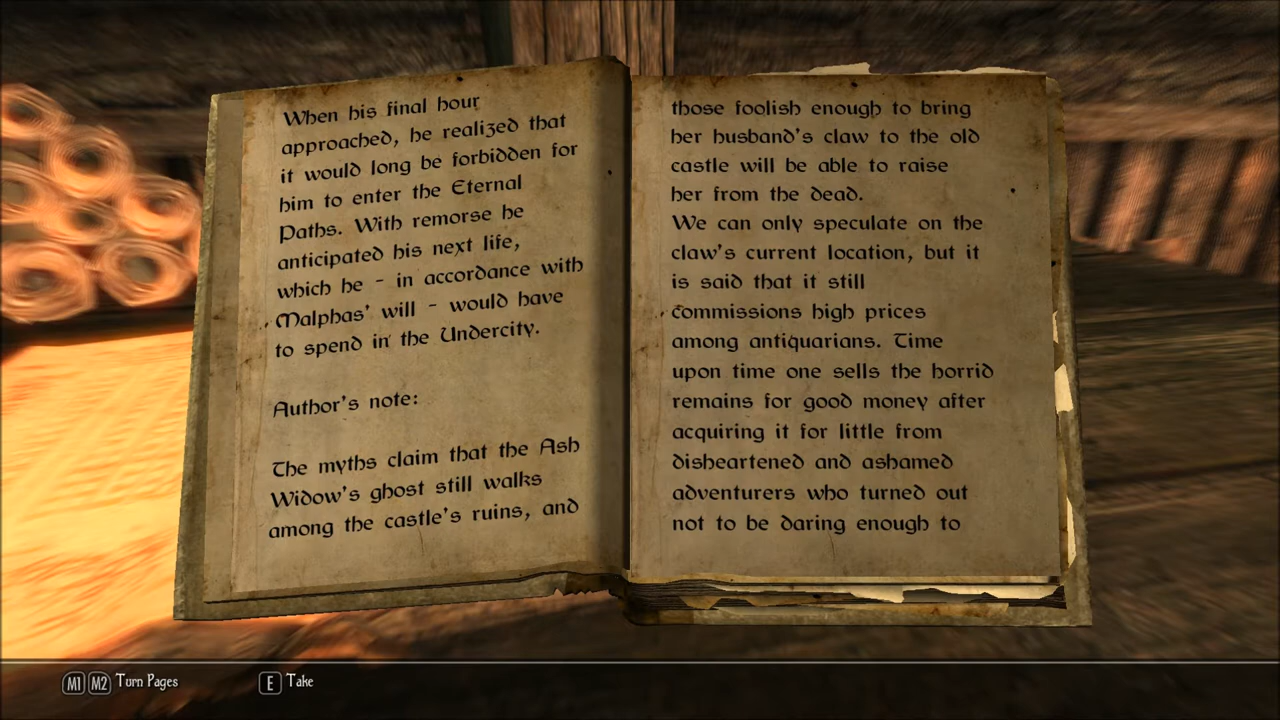 When his final hour
approached, he realized that
it would long be forbidden for
him to enter the Eternal
Paths. With remorse he
anticipated his next life,
which he - in accordance with
Malphas' will - would have
to spend in the Undercity.
Author's note:
The myths claim that the Ash
Widow's ghost still walks
among the castle's ruins, and
those foolish enough to bring
her husband's claw to the old
castle will be able to raise
her from the dead.
We can only speculate on the
claw's current location, but it
is said that it still
commissions high prices
among antiquarians. Time
upon time one sells the horrid
remains for good money after
acquiring it for little from
disheartened and ashamed
adventurers who turned out
not to be daring enough to
M1 M2 Turn Pages
E Take